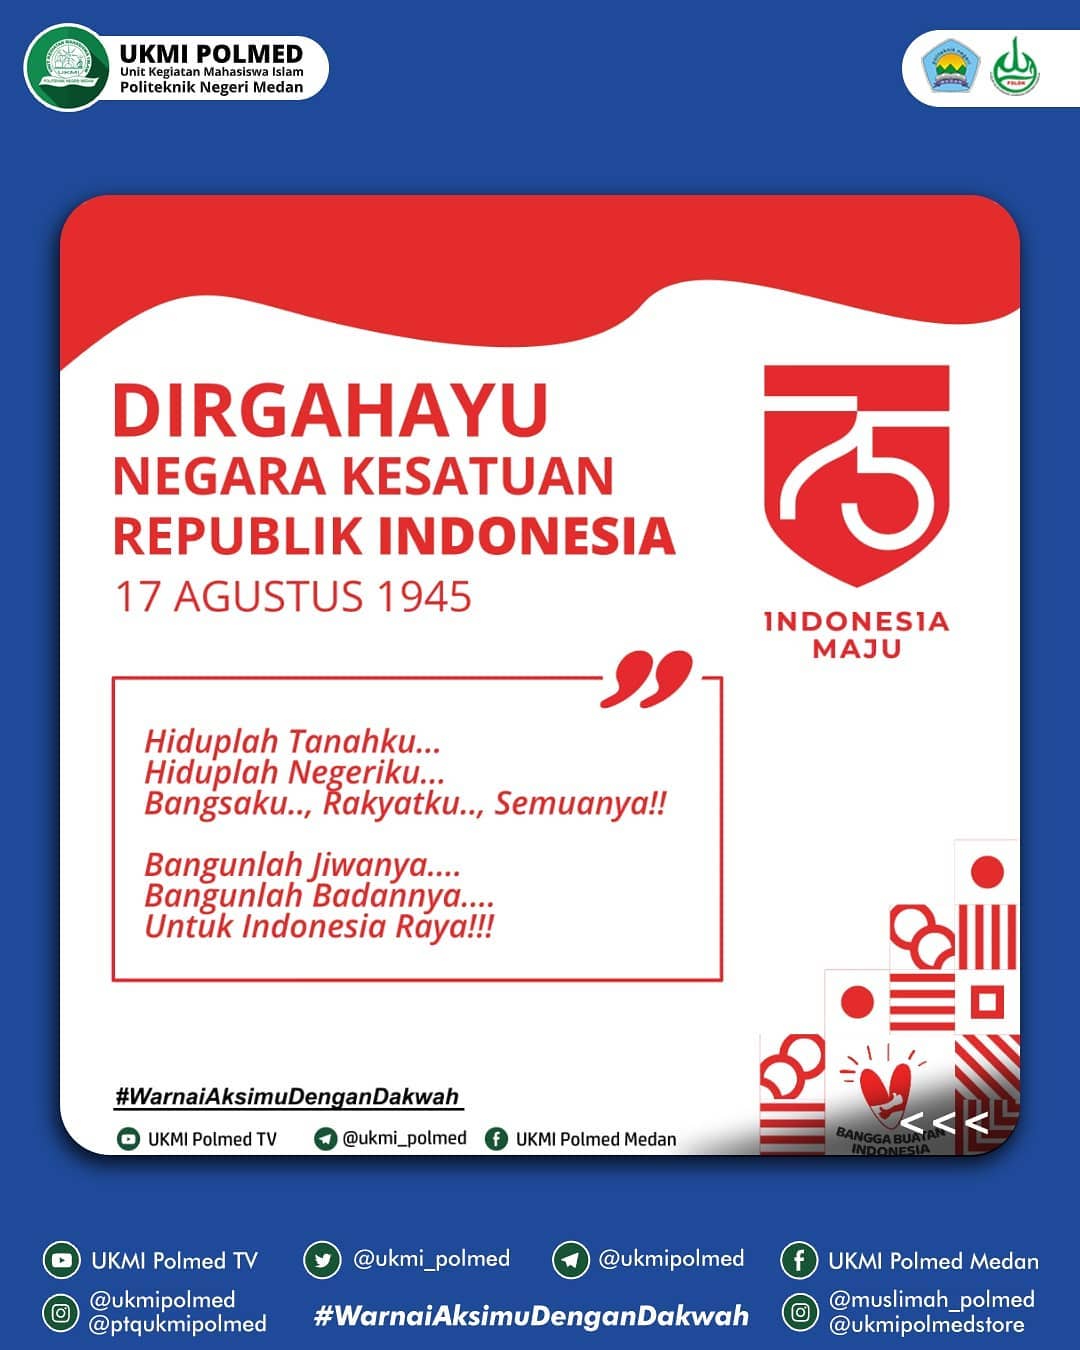 UKMI POLMED
Unit Kegiatan Mahasiswa Islam
Politeknik Negeri Medan
DIRGAHAYU
NEGARA KESATUAN
REPUBLIK INDONESIA
17 AGUSTUS 1945
75
1NDONES1A
MAJU
Hiduplah Tanahku...
Hiduplah Negeriku...
Bangsaku.., Rakyatku.., Semuanya!!
Bangunlah Jiwanya....
Bangunlah Badannya....
Untuk Indonesia Raya!!!
#WarnaiAksimuDenganDakwah
UKMI Polmed TV
@ukmi_polmed
UKMI Polmed Medan
BANGGA BUATAN
INDONESIA
<<<
UKMI Polmed TV
@ukmi_polmed
@ukmipolmed
UKMI Polmed Medan
@ukmipolmed
@ptqukmipolmed
#WarnaiAksimuDenganDakwah
@muslimah_polmed
@ukmipolmedstore